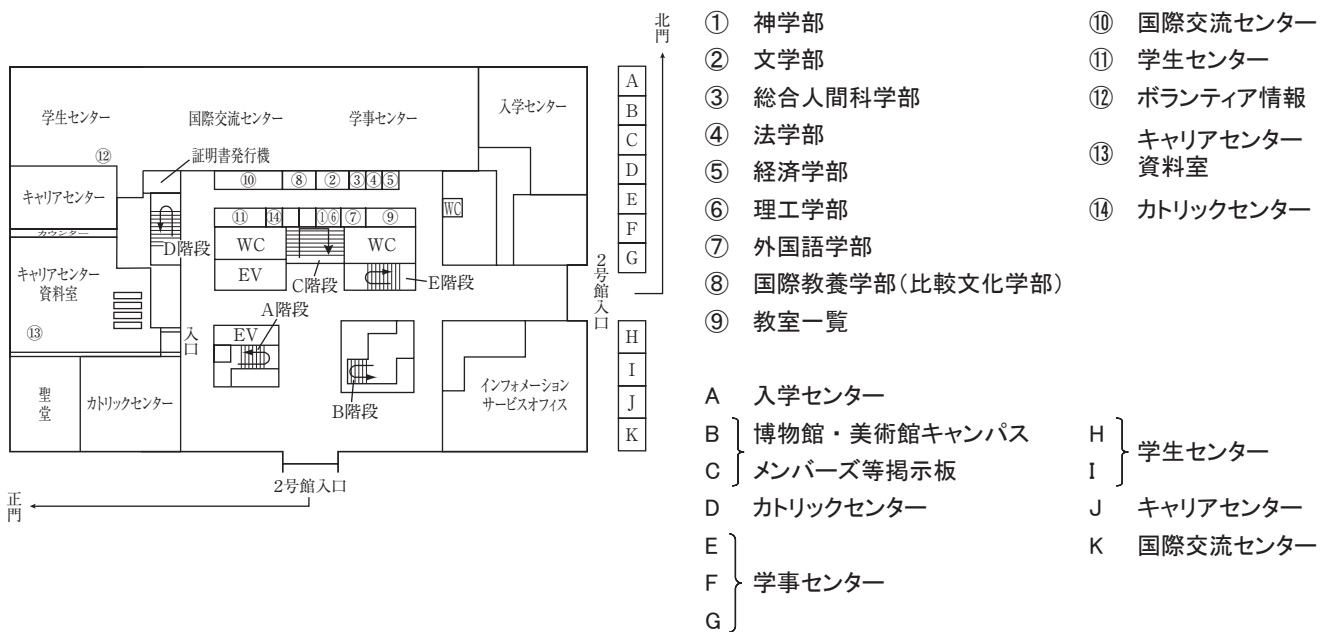 北門
A
B
C
D
E
F
G
学生センター
国際交流センター
学事センター
入学センター
⑫
証明書発行機
⑩ ⑧ ② ③ ④ ⑤
キャリアセンター
WC
⑪ ⑭ ① ⑥ ⑦ ⑨
カウンター
D階段
WC
WC
EV
C階段
E階段
キャリアセンター
資料室
A階段
2号館入口
⑬
入口
EV
H
I
J
K
聖堂
カトリックセンター
B階段
インフォメーション
サービスオフィス
2号館入口
正門
① 神学部
② 文学部
③ 総合人間科学部
④ 法学部
⑤ 経済学部
⑥ 理工学部
⑦ 外国語学部
⑧ 国際教養学部（比較文化学部）
⑨ 教室一覧
⑩ 国際交流センター
⑪ 学生センター
⑫ ボランティア情報
⑬ キャリアセンター
資料室
⑭ カトリックセンター
A 入学センター
B 博物館・美術館キャンパス
C メンバーズ等掲示板
D カトリックセンター
E
F 学事センター
G
H
学生センター
I
J キャリアセンター
K 国際交流センター